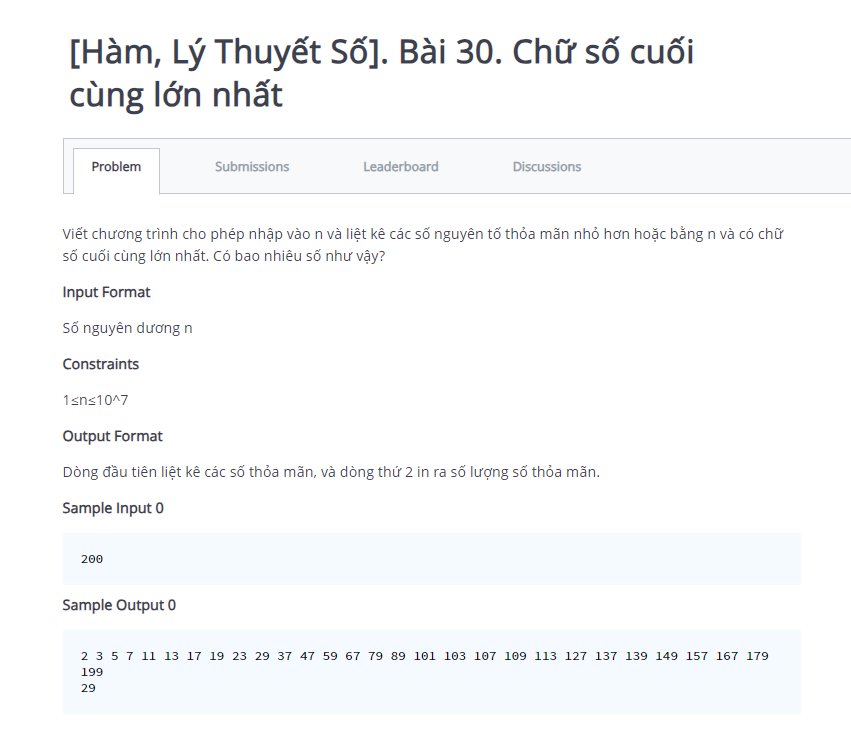 [Hàm, Lý Thuyết Số]. Bài 30. Chữ số cuối
cùng lớn nhất
Problem
Submissions
Leaderboard
Discussions
Viết chương trình cho phép nhập vào n và liệt kê các số nguyên tố thỏa mãn nhỏ hơn hoặc bằng n và có chữ
số cuối cùng lớn nhất. Có bao nhiêu số như vậy?
Input Format
Số nguyên dương n
Constraints
1≤n≤10^7
Output Format
Dòng đầu tiên liệt kê các số thỏa mãn, và dòng thứ 2 in ra số lượng số thỏa mãn.
Sample Input 0
200
Sample Output 0
2 3 5 7 11 13 17 19 23 29 37 47 59 67 79 89 101 103 107 109 113 127 137 139 149 157 167 179
199
29